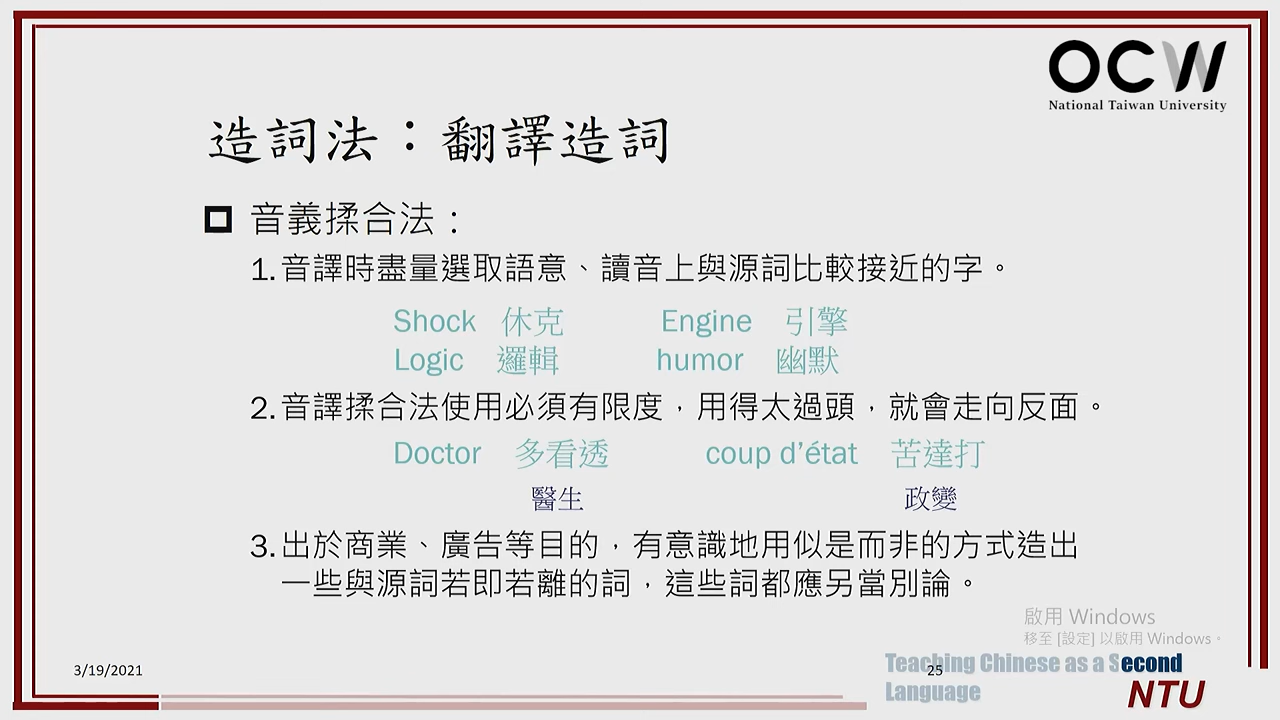 OCW
National Taiwan University
造詞法：翻譯造詞
音義揉合法：
1.音譯時盡量選取語意、讀音上與源詞比較接近的字。
Shock 休克 Engine 引擎
Logic 邏輯 humor 幽默
2.音譯揉合法使用必須有限度，用得太過頭，就會走向反面。
Doctor 多看透 coup d’état 苦達打
醫生 政變
3.出於商業、廣告等目的，有意識地用似是而非的方式造出
一些與源詞若即若離的詞，這些詞都應另當別論。
啟用 Windows
移至 [設定] 以啟用 Windows。
3/19/2021 25 Teaching Chinese as a Second
Language
NTU